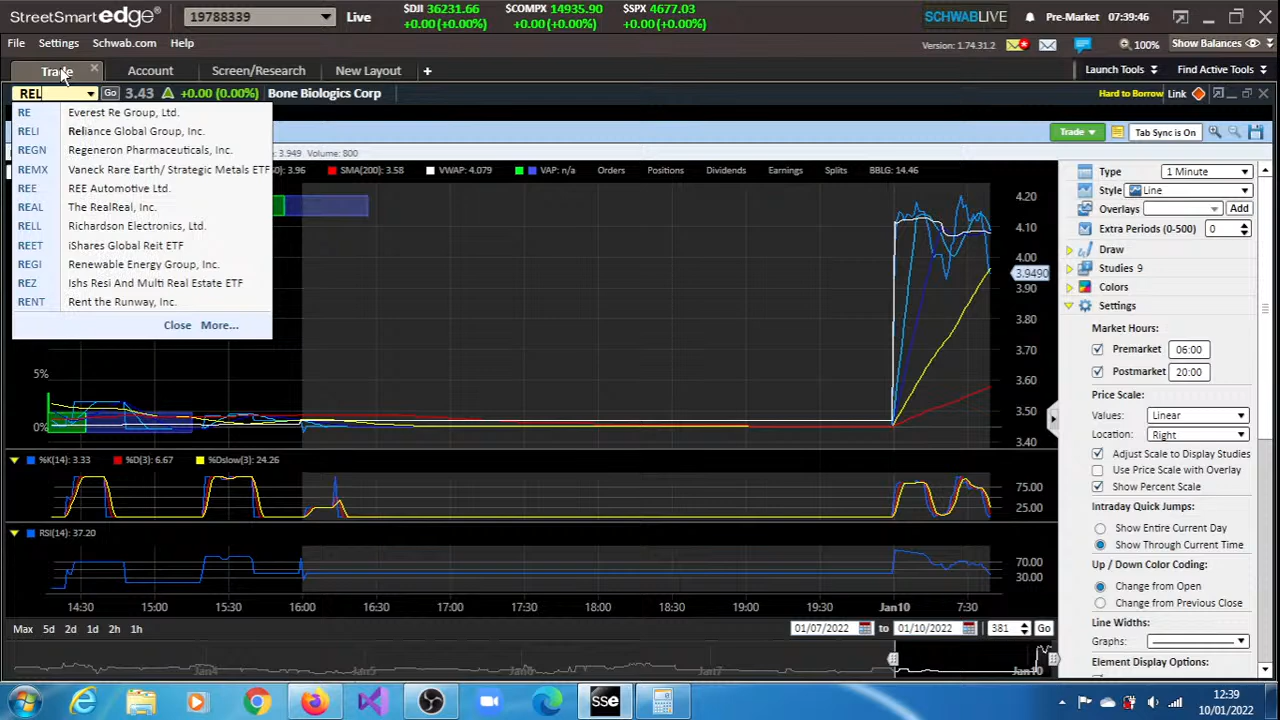 StreetSmart edge® 19788339 Live $DJI 36231.66 $COMPX 14935.90 $SPX 4677.03 SCHWABLIVE Pre-Market 07:39:46
+0.00 (+0.00%) +0.00 (+0.00%) +0.00 (+0.00%)
File Settings Schwab.com Help Version: 1.74.31.2 100% Show Balances
Trade Account Screen/Research New Layout + Launch Tools Find Active Tools
REL Go 3.43 +0.00 (0.00%) Bone Biologics Corp Hard to Borrow Link
RE Everest Re Group, Ltd.
RELI Reliance Global Group, Inc.
REGN Regeneron Pharmaceuticals, Inc.
REMX Vaneck Rare Earth/ Strategic Metals ETF
REE REE Automotive Ltd.
REAL The RealReal, Inc.
RELL Richardson Electronics, Ltd.
REET iShares Global Reit ETF
REGI Renewable Energy Group, Inc.
REZ Ishs Resi And Multi Real Estate ETF
RENT Rent the Runway, Inc.
Close More...
Trade Tab Sync is On
3.949 Volume: 800
50): 3.96 SMA(200): 3.58 VWAP: 4.079 VAP: n/a Orders Positions Dividends Earnings Splits BBLG: 14.46
4.20
4.10
4.00
3.9490
3.90
3.80
3.70
3.60
3.50
3.40
5%
0%
%K(14): 3.33 %D(3): 6.67 %Dslow(3): 24.26
75.00
25.00
RSI(14): 37.20
70.00
30.00
14:30 15:00 15:30 16:00 16:30 17:00 17:30 18:00 18:30 19:00 19:30 Jan10 7:30
Max 5d 2d 1d 2h 1h 01/07/2022 to 01/10/2022 381 Go
Jan4 Jan5 Jan6 Jan7 Jan10
Type 1 Minute
Style Line
Overlays Add
Extra Periods (0-500) 0
Draw
Studies 9
Colors
Settings
Market Hours:
Premarket 06:00
Postmarket 20:00
Price Scale:
Values: Linear
Location: Right
Adjust Scale to Display Studies
Use Price Scale with Overlay
Show Percent Scale
Intraday Quick Jumps:
Show Entire Current Day
Show Through Current Time
Up / Down Color Coding:
Change from Open
Change from Previous Close
Line Widths:
Graphs:
Element Display Options:
sse
12:39
10/01/2022